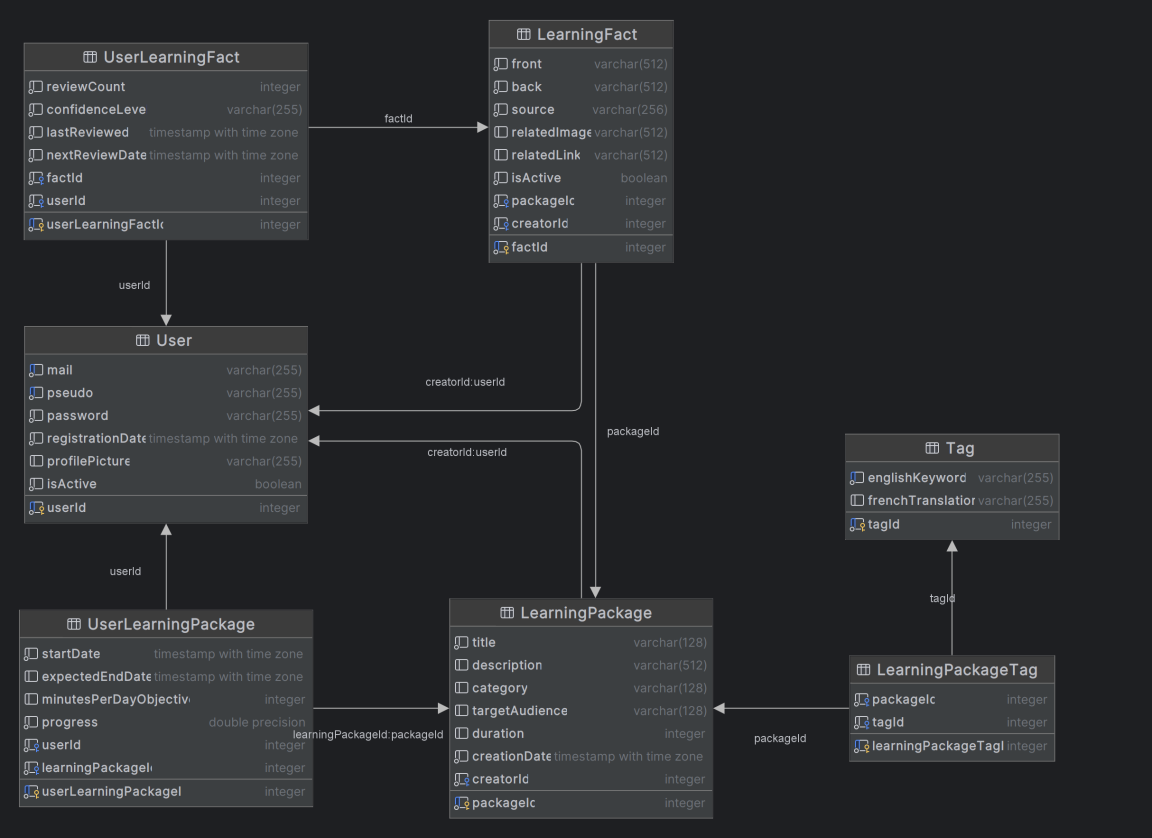 UserLearningFact
reviewCount integer
confidenceLeve varchar(255)
lastReviewed timestamp with time zone
nextReviewDate timestamp with time zone
factId integer
userId integer
userLearningFactIc integer
factId
LearningFact
front varchar(512)
back varchar(512)
source varchar(256)
relatedImage varchar(512)
relatedLink varchar(512)
isActive boolean
packageIc integer
creatorId integer
factId integer
userId
User
mail varchar(255)
pseudo varchar(255)
password varchar(255)
registrationDate timestamp with time zone
profilePicture varchar(255)
isActive boolean
userId integer
creatorId:userId
creatorId:userId
packageId
Tag
englishKeyword varchar(255)
frenchTranslation varchar(255)
tagId integer
userId
tagId
UserLearningPackage
startDate timestamp with time zone
expectedEndDate timestamp with time zone
minutesPerDayObjective integer
progress double precision
userId integer
learningPackageIc integer
userLearningPackageI integer
learningPackageId:packageId
LearningPackage
title varchar(128)
description varchar(512)
category varchar(128)
targetAudience varchar(128)
duration integer
creationDate timestamp with time zone
creatorId integer
packageIc integer
packageId
LearningPackageTag
packageIc integer
tagId integer
learningPackageTagI integer